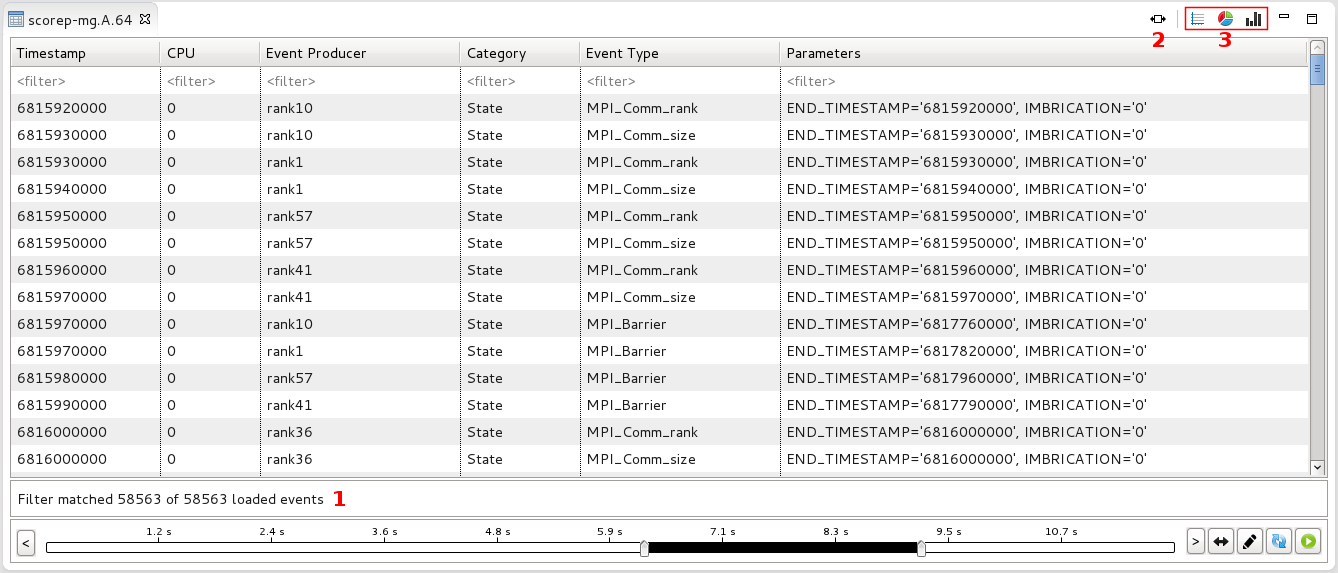 scorep-mg.A.64
2 3
Timestamp CPU Event Producer Category Event Type Parameters
<filter> <filter> <filter> <filter> <filter> <filter>
6815920000 0 rank10 State MPI_Comm_rank END_TIMESTAMP='6815920000', IMBRICATION='0'
6815930000 0 rank10 State MPI_Comm_size END_TIMESTAMP='6815930000', IMBRICATION='0'
6815930000 0 rank1 State MPI_Comm_rank END_TIMESTAMP='6815930000', IMBRICATION='0'
6815940000 0 rank1 State MPI_Comm_size END_TIMESTAMP='6815940000', IMBRICATION='0'
6815950000 0 rank57 State MPI_Comm_rank END_TIMESTAMP='6815950000', IMBRICATION='0'
6815950000 0 rank57 State MPI_Comm_size END_TIMESTAMP='6815950000', IMBRICATION='0'
6815960000 0 rank41 State MPI_Comm_rank END_TIMESTAMP='6815960000', IMBRICATION='0'
6815970000 0 rank41 State MPI_Comm_size END_TIMESTAMP='6815970000', IMBRICATION='0'
6815970000 0 rank10 State MPI_Barrier END_TIMESTAMP='6817760000', IMBRICATION='0'
6815970000 0 rank1 State MPI_Barrier END_TIMESTAMP='6817820000', IMBRICATION='0'
6815980000 0 rank57 State MPI_Barrier END_TIMESTAMP='6817960000', IMBRICATION='0'
6815990000 0 rank41 State MPI_Barrier END_TIMESTAMP='6817790000', IMBRICATION='0'
6816000000 0 rank36 State MPI_Comm_rank END_TIMESTAMP='6816000000', IMBRICATION='0'
6816000000 0 rank36 State MPI_Comm_size END_TIMESTAMP='6816000000', IMBRICATION='0'
Filter matched 58563 of 58563 loaded events 1
1.2 s 2.4 s 3.6 s 4.8 s 5.9 s 7.1 s 8.3 s 9.5 s 10.7 s
< >